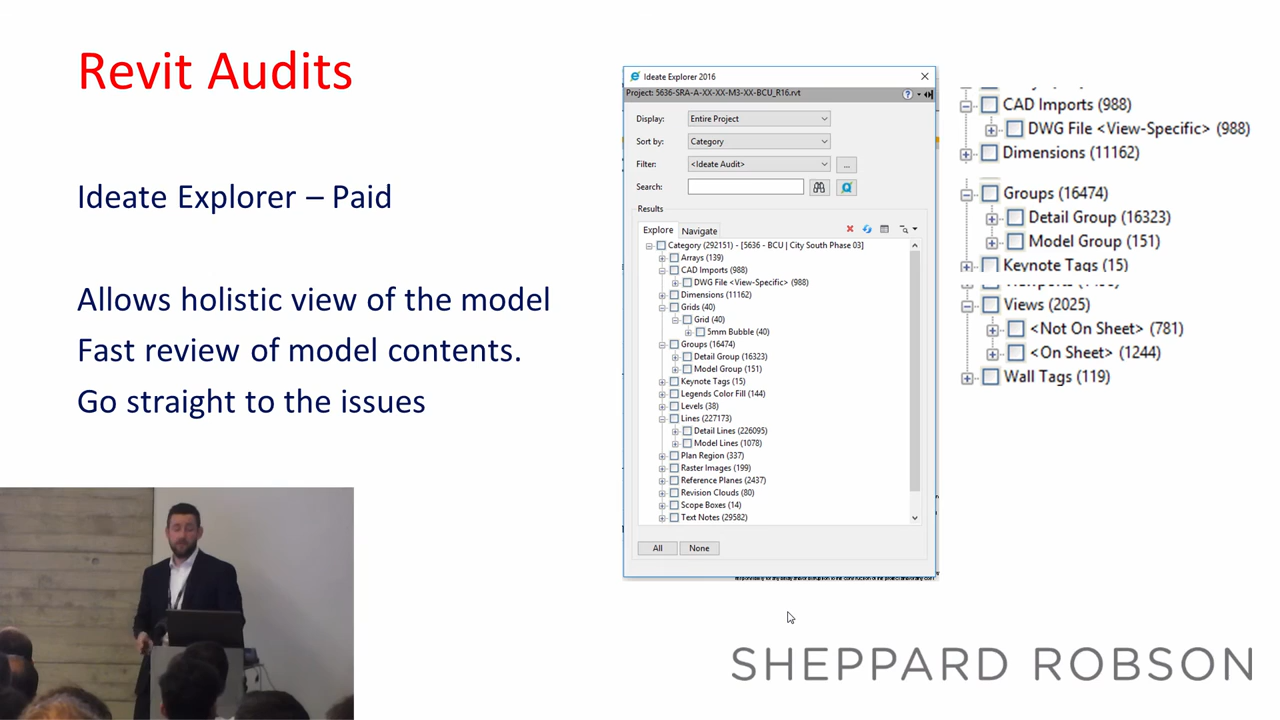 Revit Audits
Ideate Explorer – Paid
Allows holistic view of the model
Fast review of model contents.
Go straight to the issues
Ideate Explorer 2016
Project: 5636-SRA-A-XX-XX-M3-XX-BCU_R16.rvt
Display: Entire Project
Sort by: Category
Filter: <Ideate Audit> ...
Search:
Results
Explore Navigate
Category (292151) - [5636 - BCU | City South Phase 03]
Arrays (139)
CAD Imports (988)
DWG File <View-Specific> (988)
Dimensions (11162)
Grids (40)
Grid (40)
5mm Bubble (40)
Groups (16474)
Detail Group (16323)
Model Group (151)
Keynote Tags (15)
Legends Color Fill (144)
Levels (38)
Lines (227173)
Detail Lines (226095)
Model Lines (1078)
Plan Region (337)
Raster Images (199)
Reference Planes (2437)
Revision Clouds (80)
Scope Boxes (14)
Text Notes (29582)
All None
CAD Imports (988)
DWG File <View-Specific> (988)
Dimensions (11162)
Groups (16474)
Detail Group (16323)
Model Group (151)
Keynote Tags (15)
Views (2025)
<Not On Sheet> (781)
<On Sheet> (1244)
Wall Tags (119)
SHEPPARD ROBSON